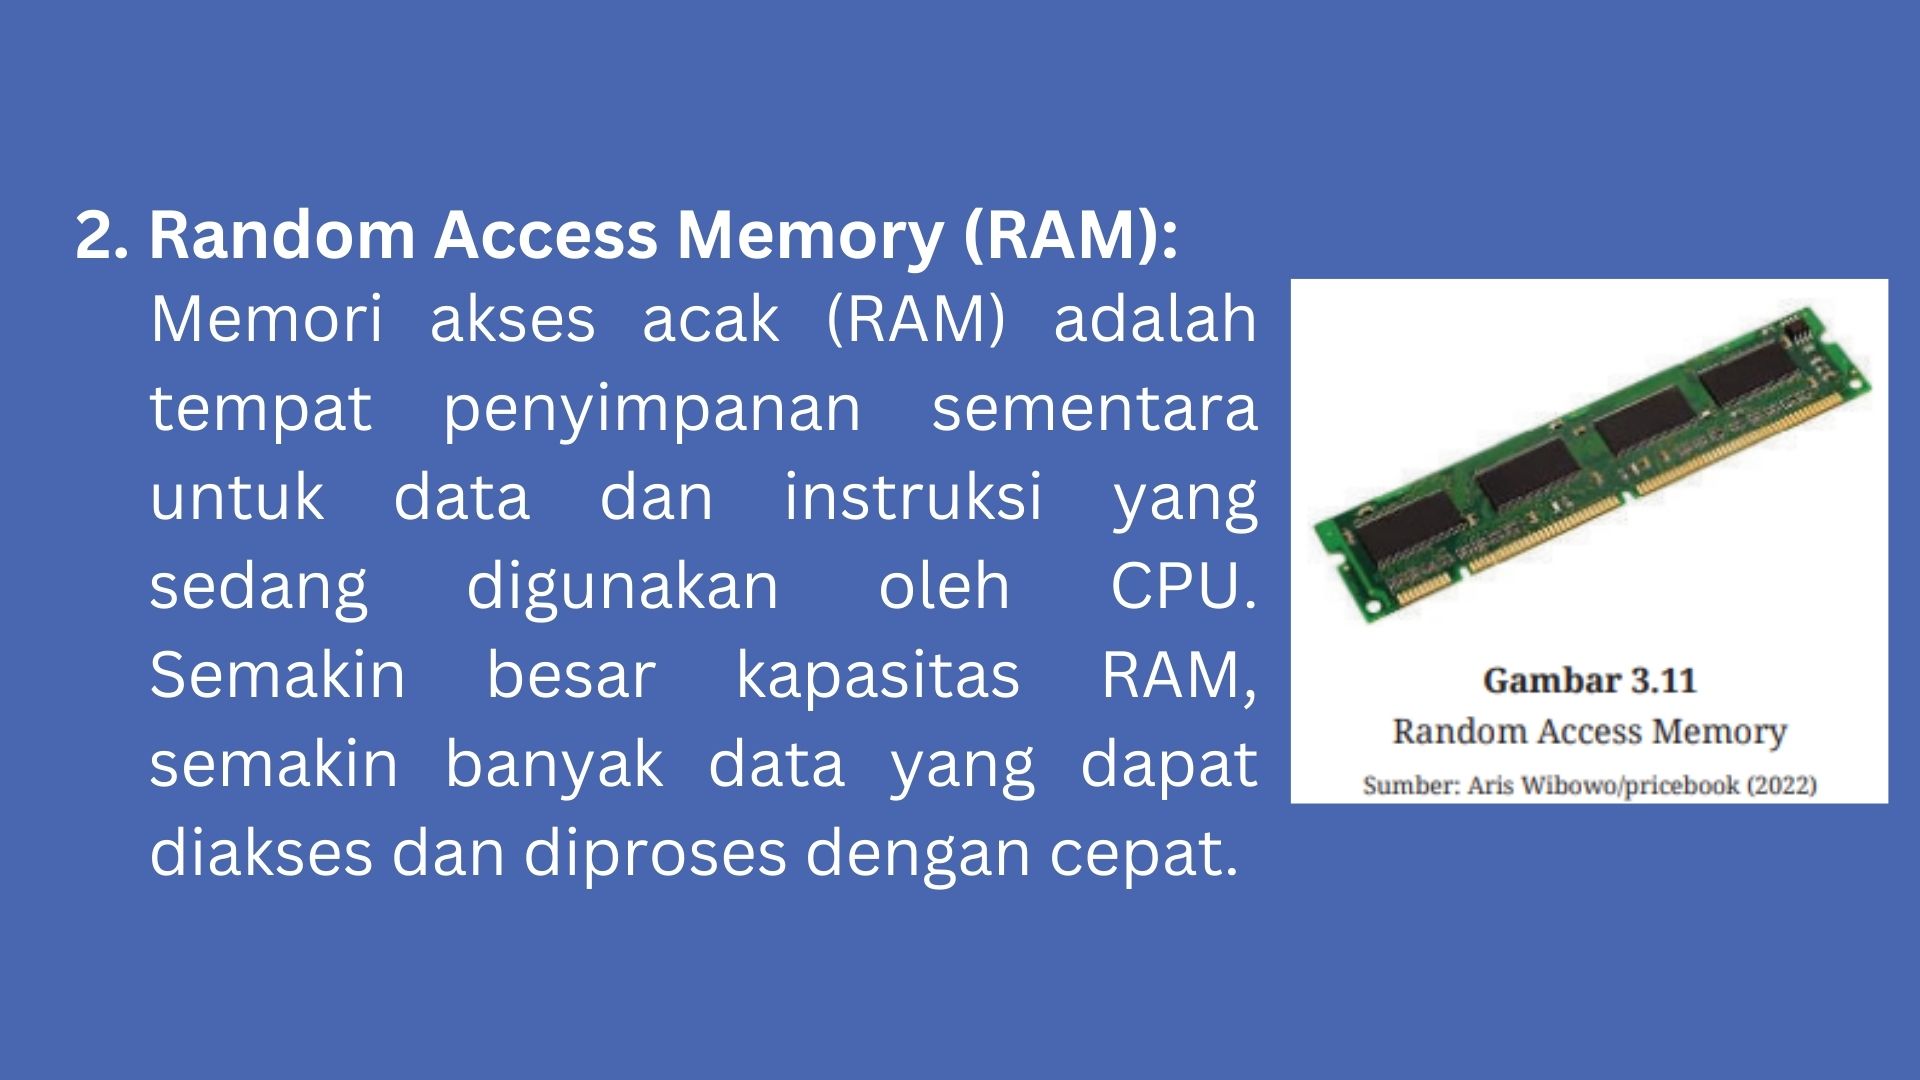 2. Random Access Memory (RAM):
Memori akses acak (RAM) adalah
tempat penyimpanan sementara
untuk data dan instruksi yang
sedang digunakan oleh CPU.
Semakin besar kapasitas RAM,
semakin banyak data yang dapat
diakses dan diproses dengan cepat.
Gambar 3.11
Random Access Memory
Sumber: Aris Wibowo/pricebook (2022)